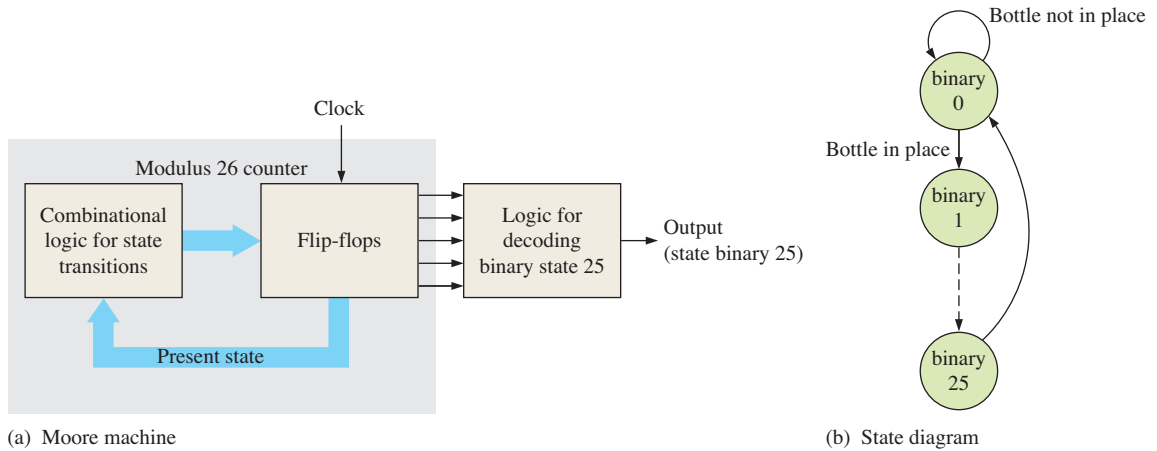 Clock
Modulus 26 counter
Combinational
logic for state
transitions
Flip-flops
Logic for
decoding
binary state 25
Output
(state binary 25)
Present state
(a) Moore machine
Bottle not in place
binary
0
Bottle in place
binary
1
binary
25
(b) State diagram